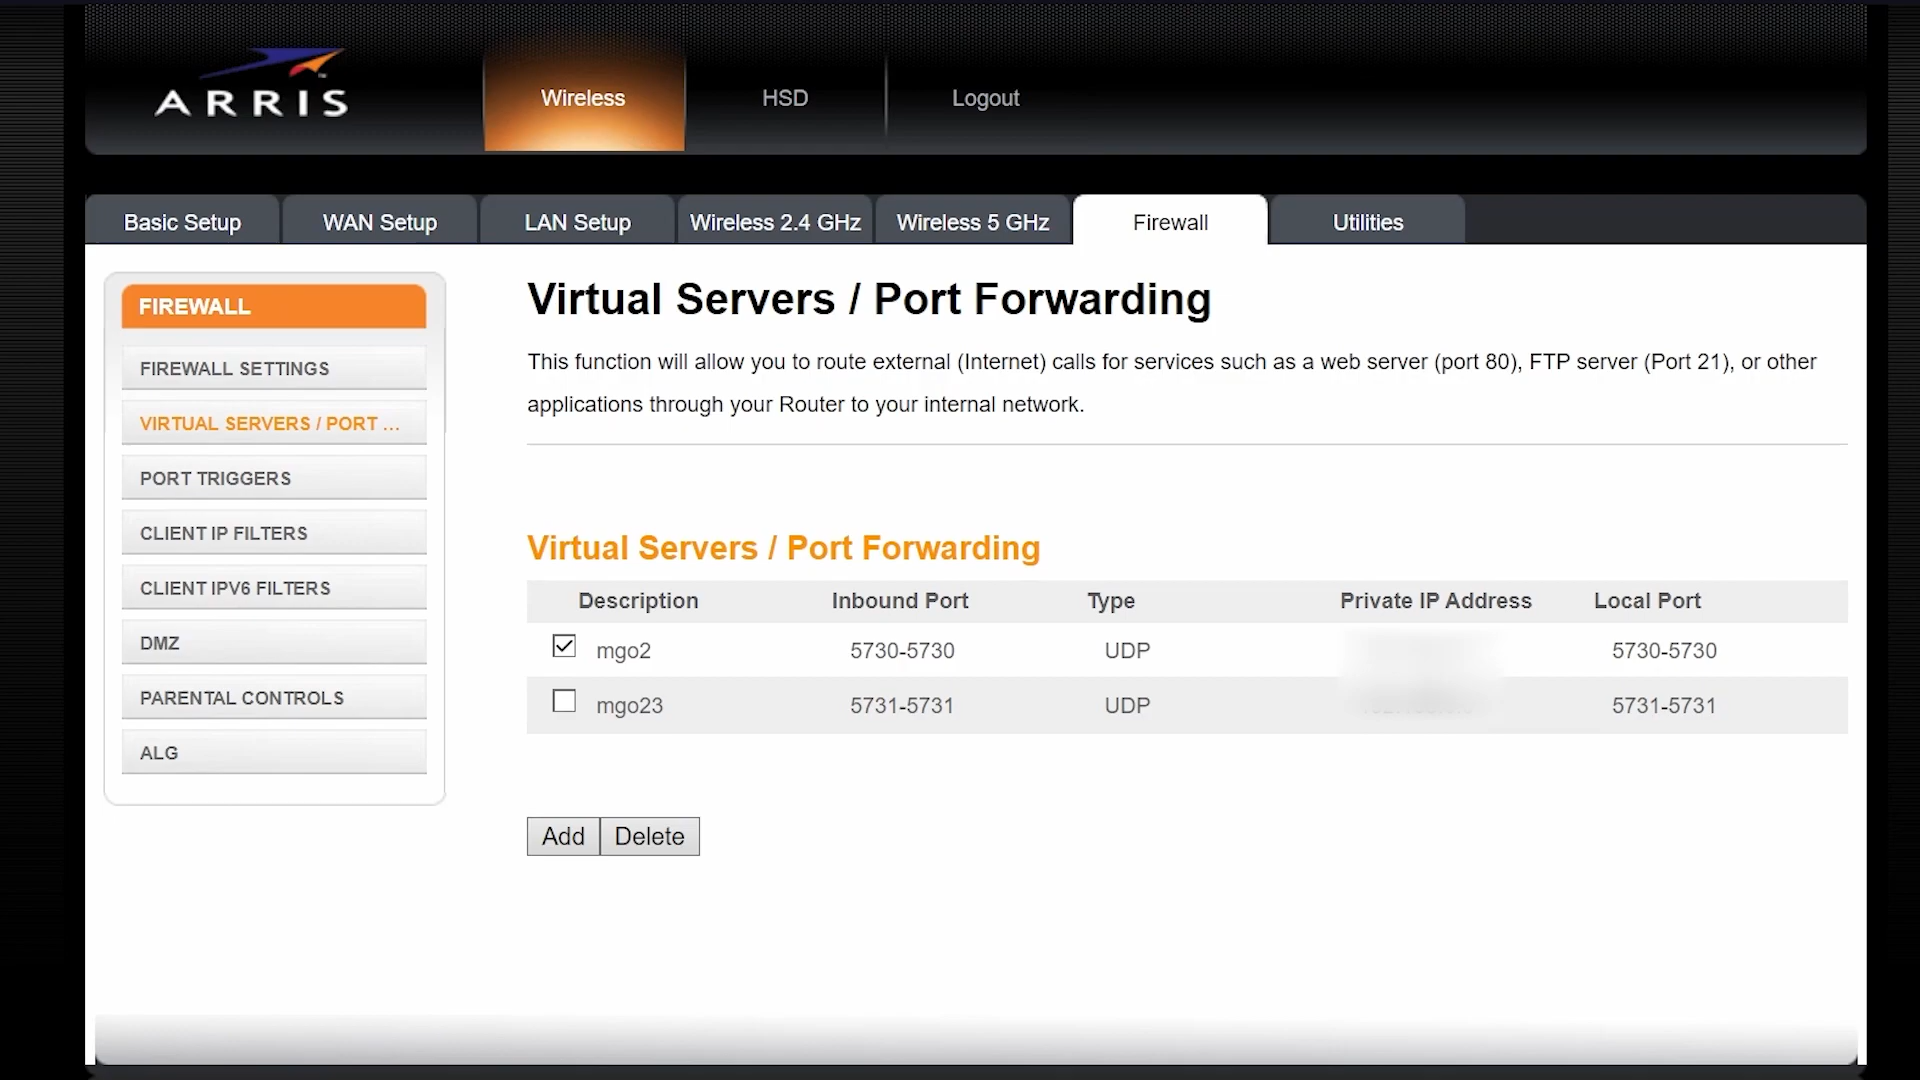 ARRIS
Wireless
HSD
Logout
Basic Setup
WAN Setup
LAN Setup
Wireless 2.4 GHz
Wireless 5 GHz
Firewall
Utilities
FIREWALL
FIREWALL SETTINGS
VIRTUAL SERVERS / PORT ...
PORT TRIGGERS
CLIENT IP FILTERS
CLIENT IPV6 FILTERS
DMZ
PARENTAL CONTROLS
ALG
Virtual Servers / Port Forwarding
This function will allow you to route external (Internet) calls for services such as a web server (port 80), FTP server (Port 21), or other
applications through your Router to your internal network.
Virtual Servers / Port Forwarding
Description Inbound Port Type Private IP Address Local Port
mgo2 5730-5730 UDP 5730-5730
mgo23 5731-5731 UDP 5731-5731
Add Delete